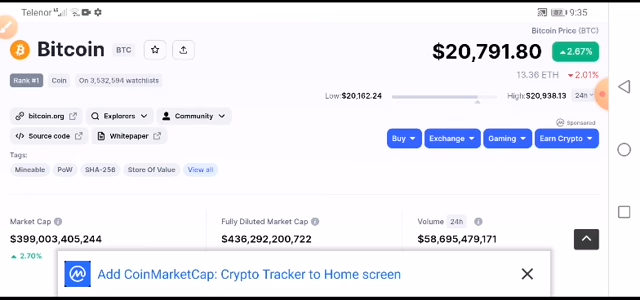 Telenor 9:35
Bitcoin BTC
Bitcoin Price (BTC)
$20,791.80 2.67%
13.36 ETH 2.01%
Rank #1 Coin On 3,532,594 watchlists
Low: $20,162.24 High: $20,938.13 24h
bitcoin.org Explorers Community
Source code Whitepaper
Sponsored
Buy Exchange Gaming Earn Crypto
Tags:
Mineable PoW SHA-256 Store Of Value View all
Market Cap Fully Diluted Market Cap Volume 24h
$399,003,405,244 $436,292,200,722 $58,695,479,171
2.70%
Add CoinMarketCap: Crypto Tracker to Home screen